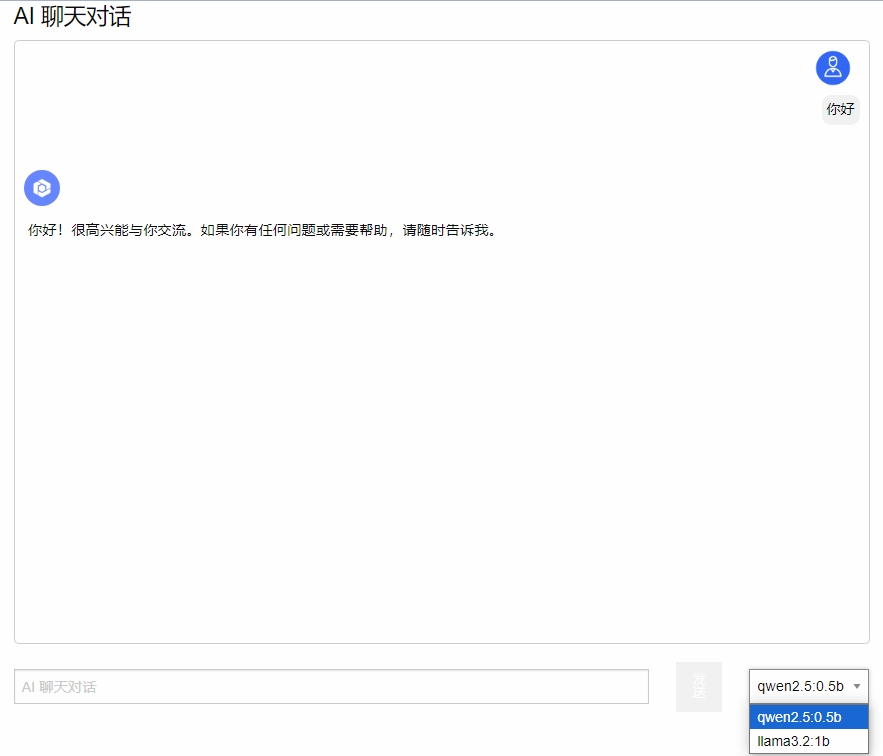 AI 聊天对话
你好
你好！很高兴能与你交流。如果你有任何问题或需要帮助，请随时告诉我。
AI 聊天对话
发
送
qwen2.5:0.5b
qwen2.5:0.5b
llama3.2:1b